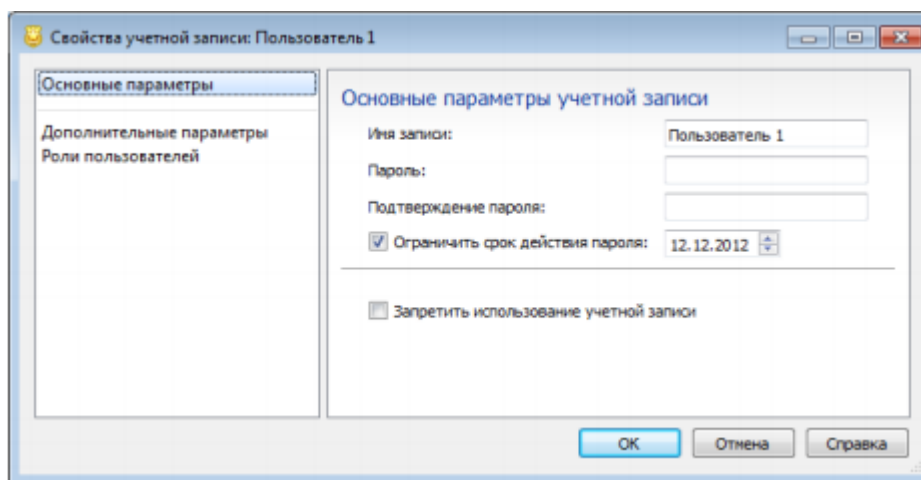 Свойства учетной записи: Пользователь 1
Основные параметры
Дополнительные параметры
Роли пользователей
Основные параметры учетной записи
Имя записи:
Пользователь 1
Пароль:
Подтверждение пароля:
Ограничить срок действия пароля:
12.12.2012
Запретить использование учетной записи
ОК
Отмена
Справка